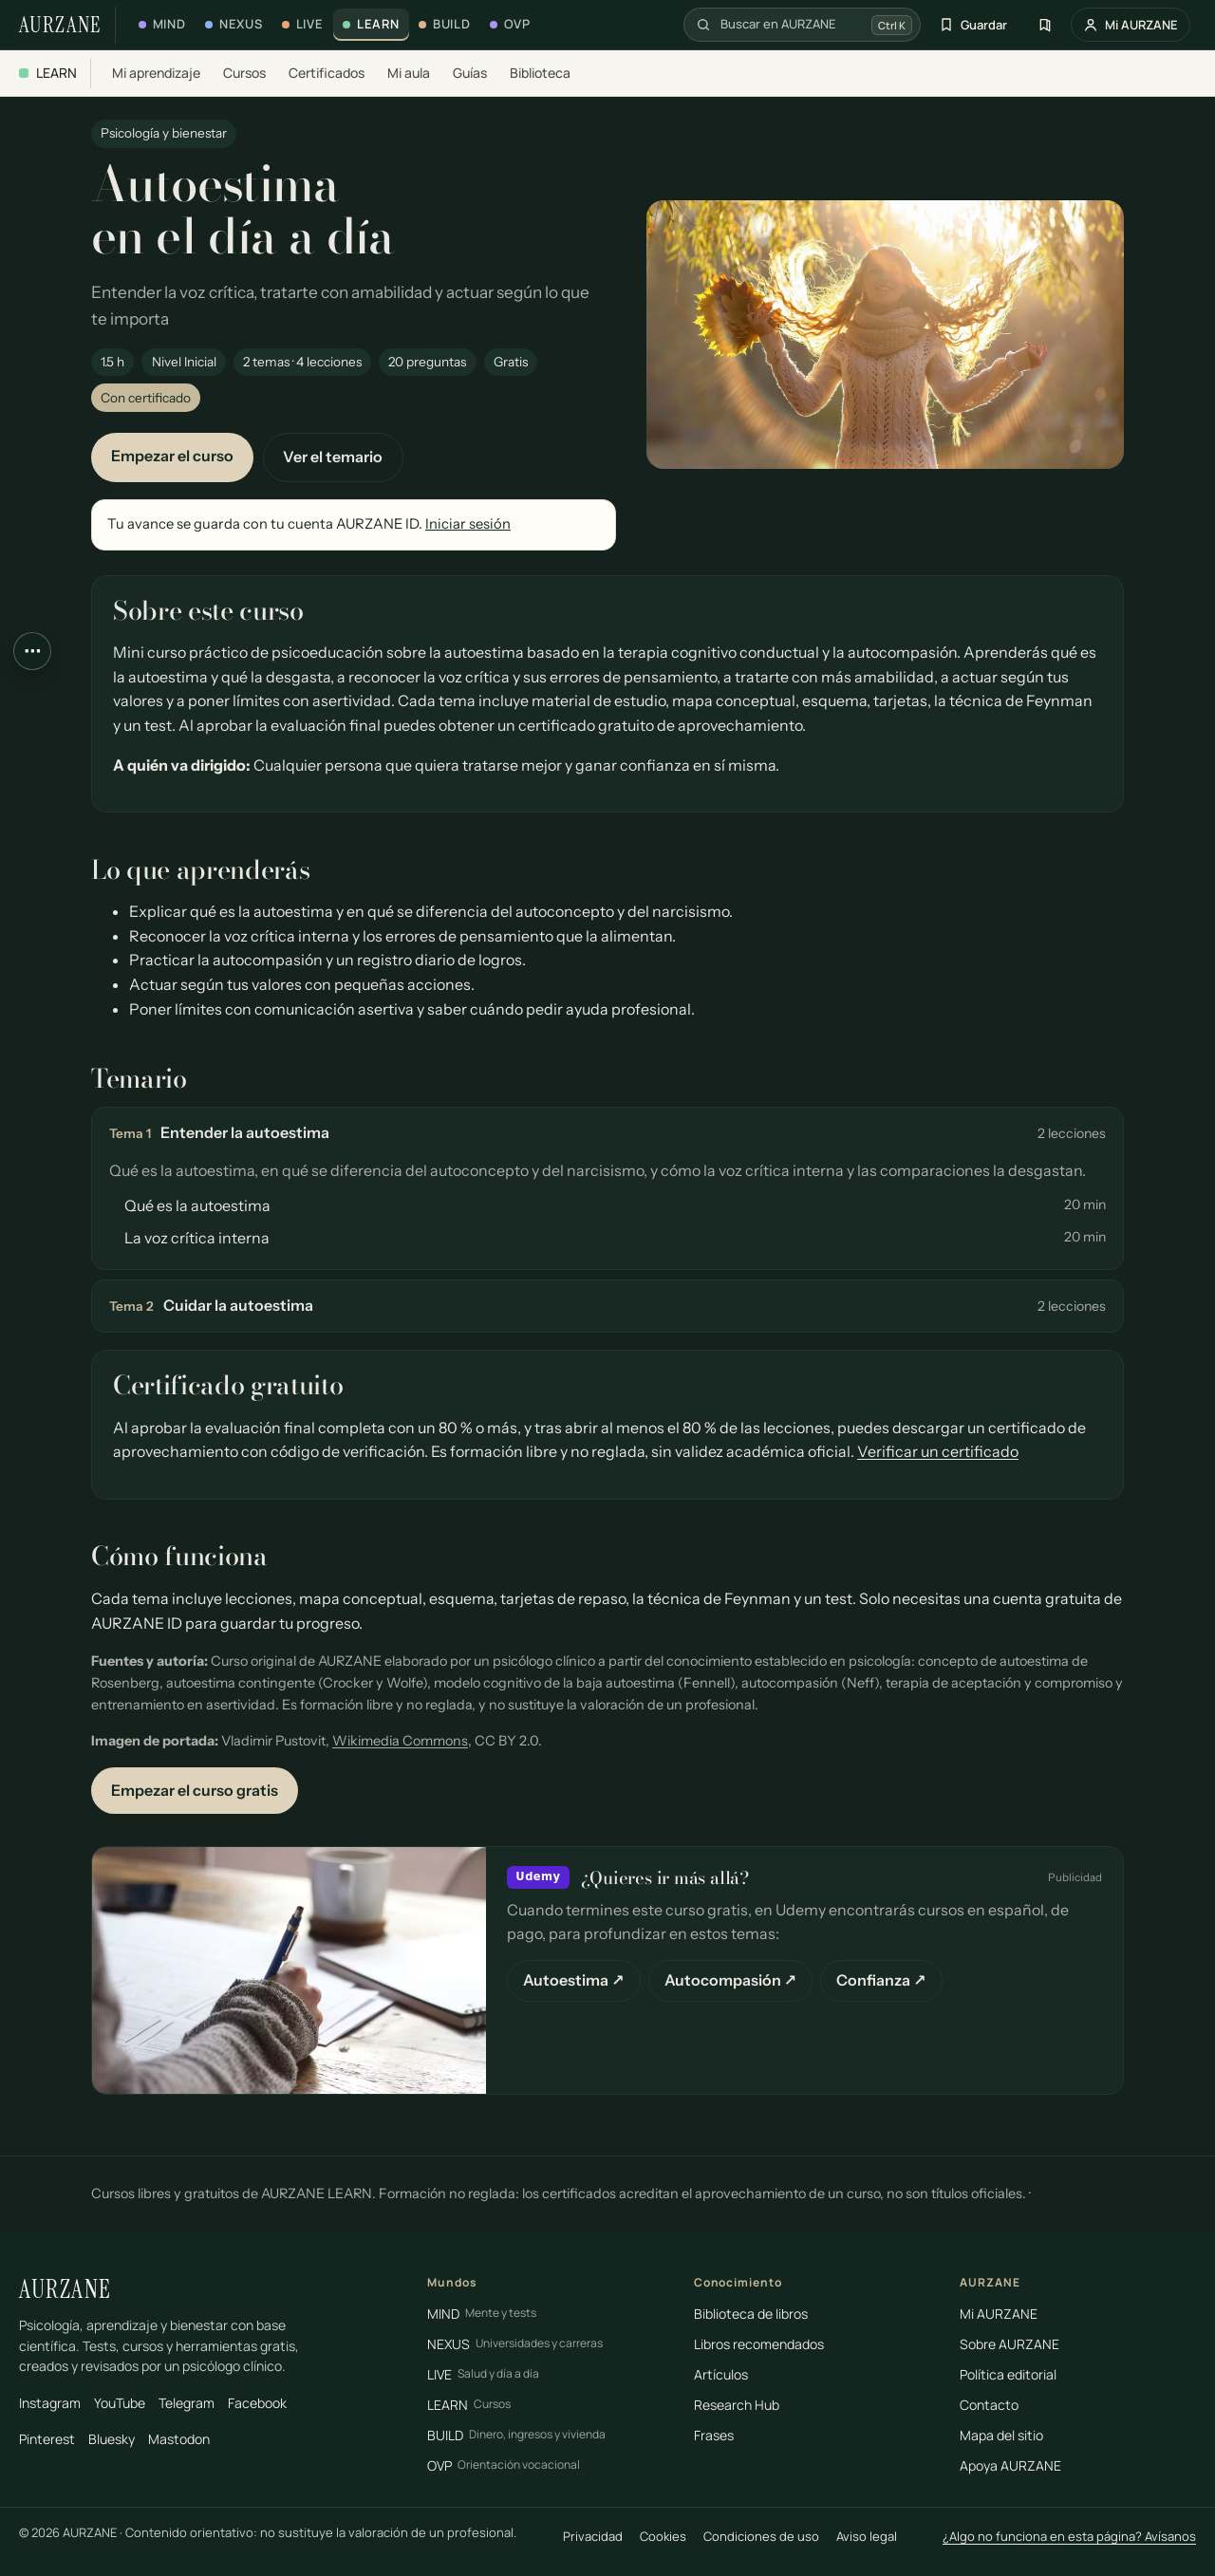 AURZANE MIND NEXUS LIVE LEARN BUILD OVP Buscar en AURZANE Ctrl K Guardar Mi AURZANE
LEARN Mi aprendizaje Cursos Certificados Mi aula Guías Biblioteca
Psicología y bienestar
Autoestima
en el día a día
Entender la voz crítica, tratarte con amabilidad y actuar según lo que
te importa
1.5 h Nivel Inicial 2 temas · 4 lecciones 20 preguntas Gratis
Con certificado
Empezar el curso Ver el temario
Tu avance se guarda con tu cuenta AURZANE ID. Iniciar sesión
Sobre este curso
Mini curso práctico de psicoeducación sobre la autoestima basado en la terapia cognitivo conductual y la autocompasión. Aprenderás qué es
la autoestima y qué la desgasta, a reconocer la voz crítica y sus errores de pensamiento, a tratarte con más amabilidad, a actuar según tus
valores y a poner límites con asertividad. Cada tema incluye material de estudio, mapa conceptual, esquema, tarjetas, la técnica de Feynman
y un test. Al aprobar la evaluación final puedes obtener un certificado gratuito de aprovechamiento.
A quién va dirigido: Cualquier persona que quiera tratarse mejor y ganar confianza en sí misma.
Lo que aprenderás
• Explicar qué es la autoestima y en qué se diferencia del autoconcepto y del narcisismo.
• Reconocer la voz crítica interna y los errores de pensamiento que la alimentan.
• Practicar la autocompasión y un registro diario de logros.
• Actuar según tus valores con pequeñas acciones.
• Poner límites con comunicación asertiva y saber cuándo pedir ayuda profesional.
Temario
Tema 1 Entender la autoestima 2 lecciones
Qué es la autoestima, en qué se diferencia del autoconcepto y del narcisismo, y cómo la voz crítica interna y las comparaciones la desgastan.
Qué es la autoestima 20 min
La voz crítica interna 20 min
Tema 2 Cuidar la autoestima 2 lecciones
Certificado gratuito
Al aprobar la evaluación final completa con un 80 % o más, y tras abrir al menos el 80 % de las lecciones, puedes descargar un certificado de
aprovechamiento con código de verificación. Es formación libre y no reglada, sin validez académica oficial. Verificar un certificado
Cómo funciona
Cada tema incluye lecciones, mapa conceptual, esquema, tarjetas de repaso, la técnica de Feynman y un test. Solo necesitas una cuenta gratuita de
AURZANE ID para guardar tu progreso.
Fuentes y autoría: Curso original de AURZANE elaborado por un psicólogo clínico a partir del conocimiento establecido en psicología: concepto de autoestima de
Rosenberg, autoestima contingente (Crocker y Wolfe), modelo cognitivo de la baja autoestima (Fennell), autocompasión (Neff), terapia de aceptación y compromiso y
entrenamiento en asertividad. Es formación libre y no reglada, y no sustituye la valoración de un profesional.
Imagen de portada: Vladimir Pustovit, Wikimedia Commons, CC BY 2.0.
Empezar el curso gratis
Udemy ¿Quieres ir más allá? Publicidad
Cuando termines este curso gratis, en Udemy encontrarás cursos en español, de
pago, para profundizar en estos temas:
Autoestima ↗ Autocompasión ↗ Confianza ↗
Cursos libres y gratuitos de AURZANE LEARN. Formación no reglada: los certificados acreditan el aprovechamiento de un curso, no son títulos oficiales. ·
AURZANE
Psicología, aprendizaje y bienestar con base
científica. Tests, cursos y herramientas gratis,
creados y revisados por un psicólogo clínico.
Instagram YouTube Telegram Facebook
Pinterest Bluesky Mastodon
Mundos
MIND Mente y tests
NEXUS Universidades y carreras
LIVE Salud y día a día
LEARN Cursos
BUILD Dinero, ingresos y vivienda
OVP Orientación vocacional
Conocimiento
Biblioteca de libros
Libros recomendados
Artículos
Research Hub
Frases
AURZANE
Mi AURZANE
Sobre AURZANE
Política editorial
Contacto
Mapa del sitio
Apoya AURZANE
© 2026 AURZANE · Contenido orientativo: no sustituye la valoración de un profesional. Privacidad Cookies Condiciones de uso Aviso legal ¿Algo no funciona en esta página? Avísanos